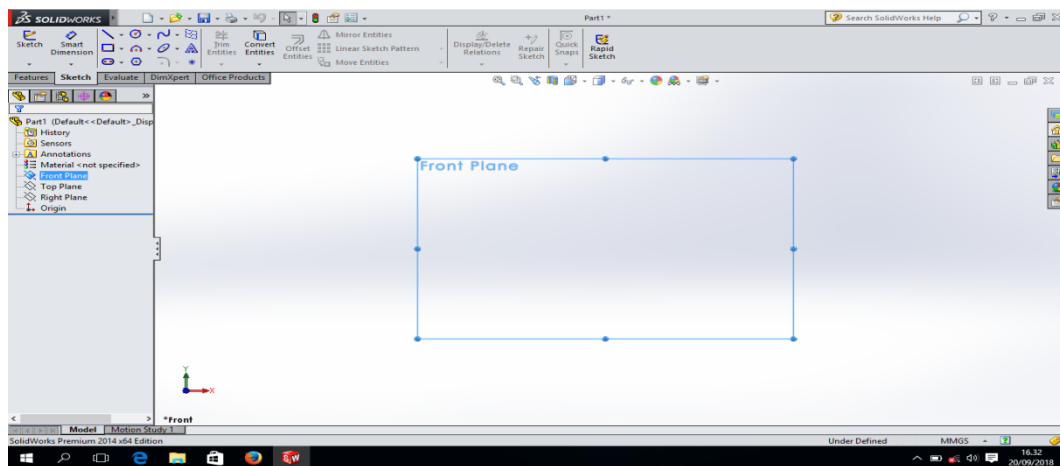 SOLIDWORKS
Part1 *
Search SolidWorks Help
Sketch
Smart Dimension
Trim Entities
Convert Entities
Offset Entities
Mirror Entities
Linear Sketch Pattern
Move Entities
Display/Delete Relations
Repair Sketch
Quick Snaps
Rapid Sketch
Features
Sketch
Evaluate
DimXpert
Office Products
Part1 (Default<<Default>_Disp
History
Sensors
Annotations
Material <not specified>
Front Plane
Top Plane
Right Plane
Origin
Front Plane
Y
X
*Front
Model
Motion Study 1
SolidWorks Premium 2014 x64 Edition
Under Defined
MMGS
16.32
20/09/2018